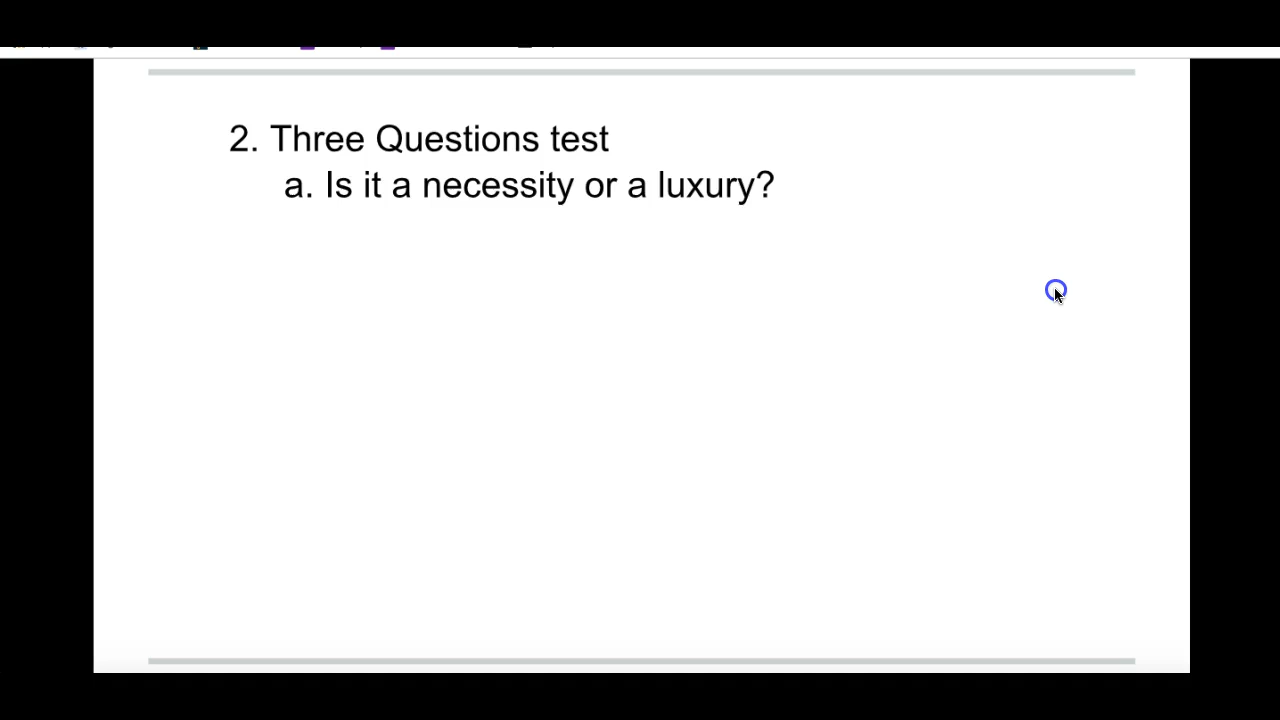 2. Three Questions test
a. Is it a necessity or a luxury?